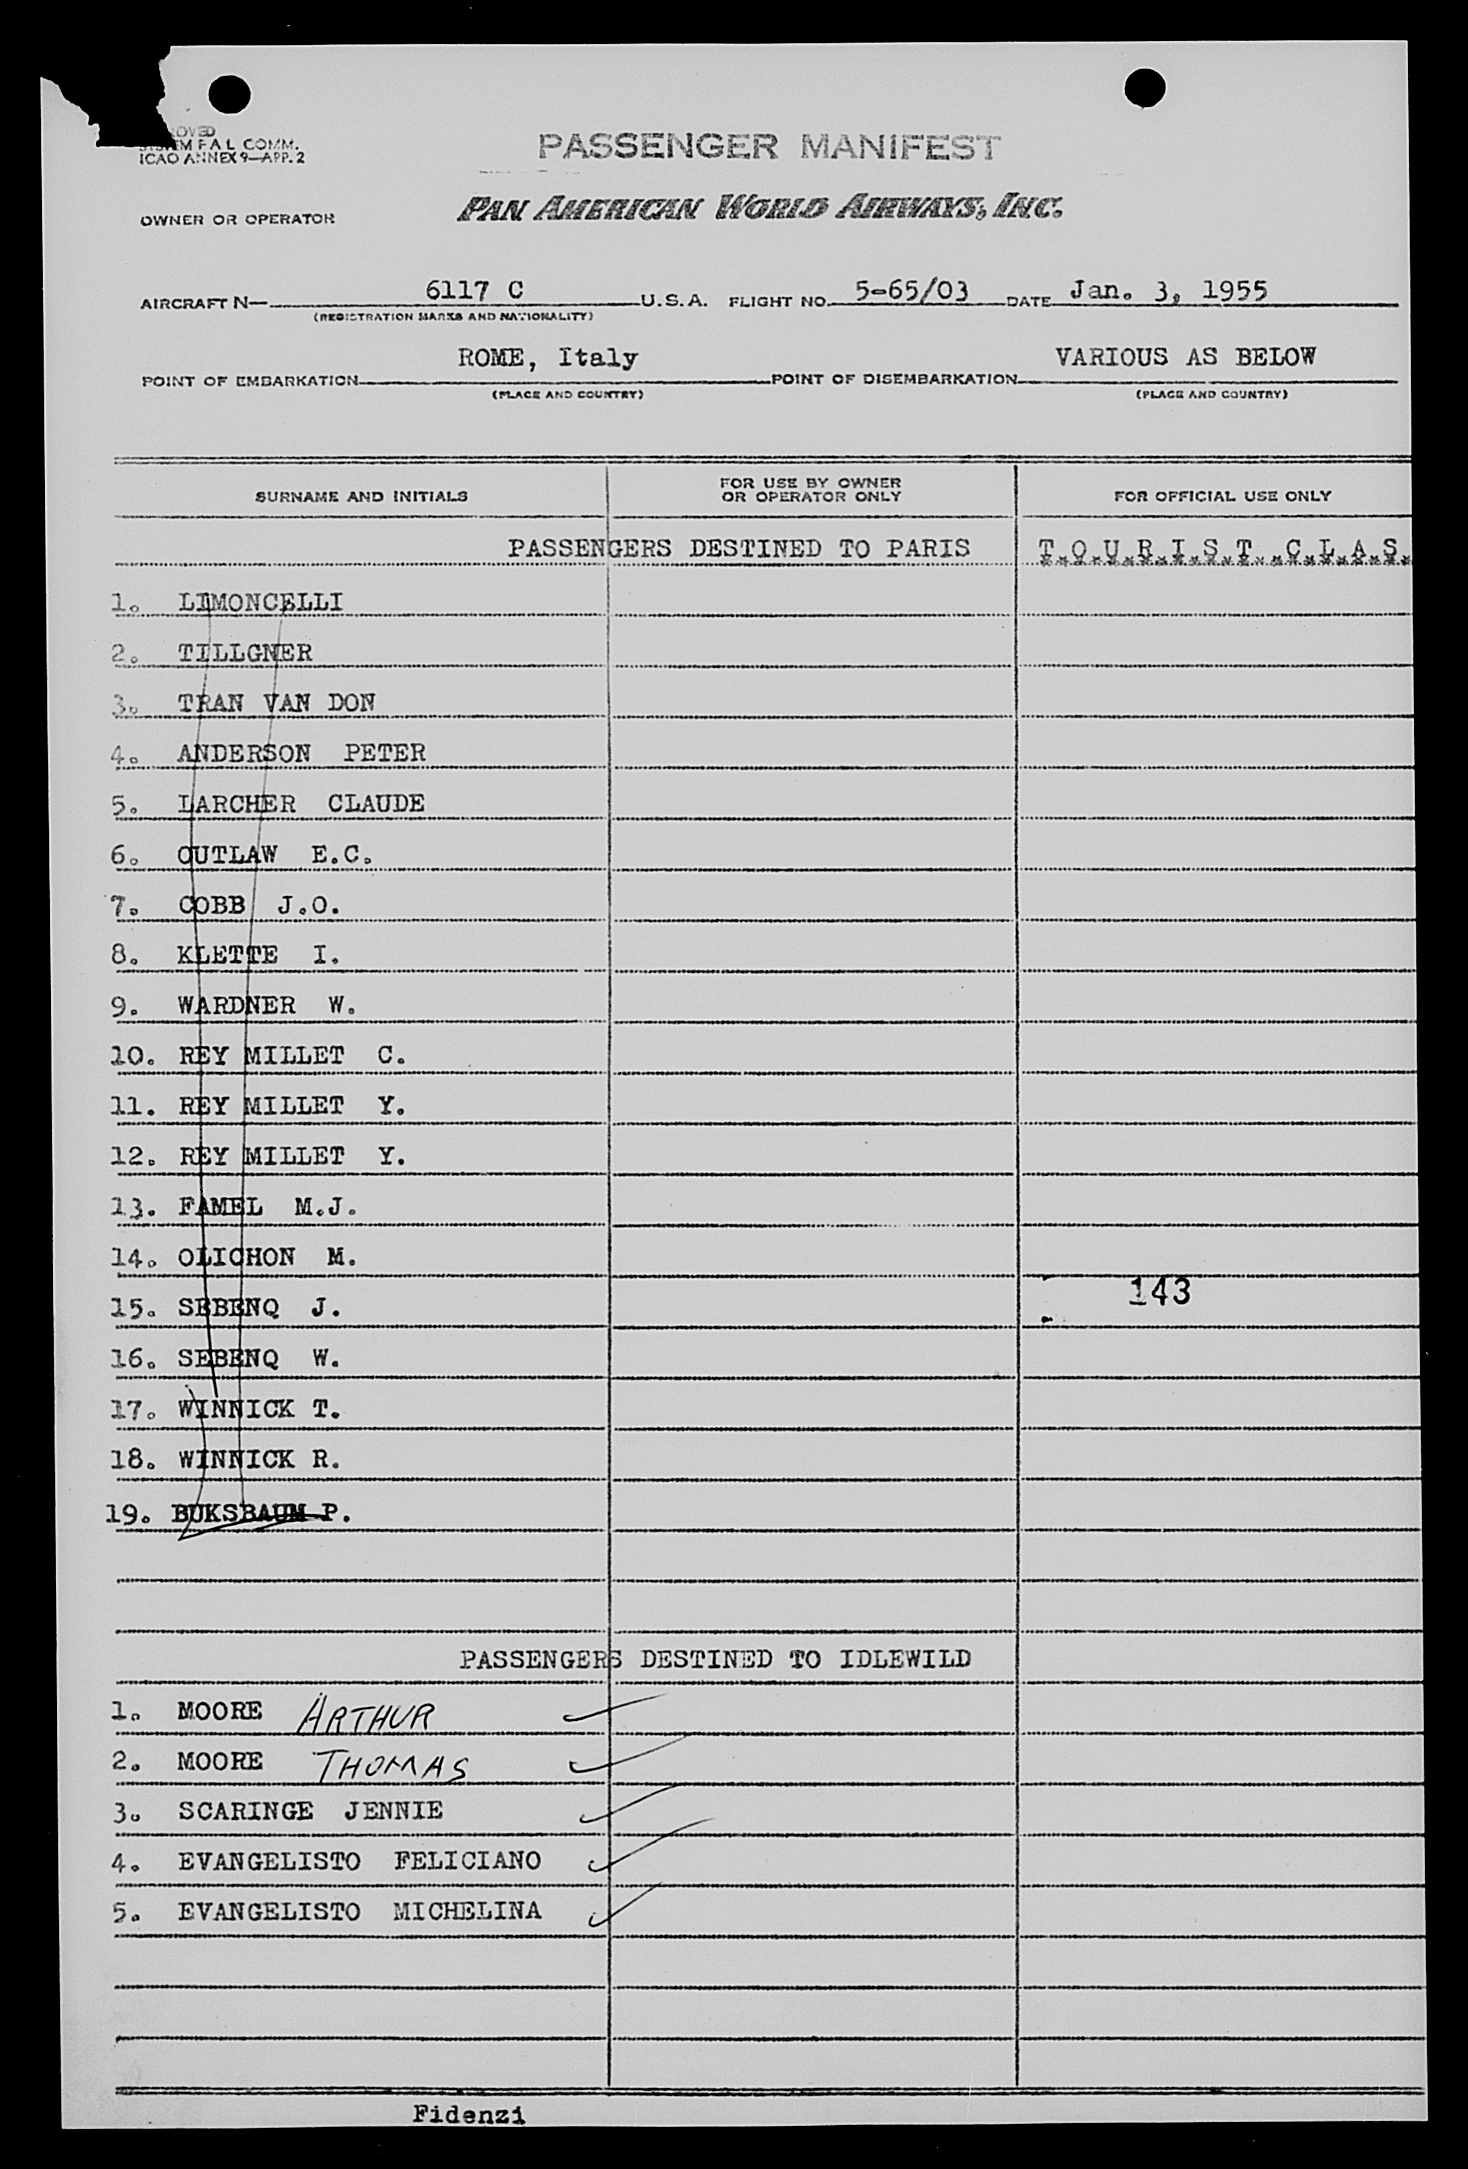 OVED
SYSTEM F A L COMM.
ICAO ANNEX 9—APP. 2
PASSENGER MANIFEST
OWNER OR OPERATOR PAN AMERICAN WORLD AIRWAYS, INC.
AIRCRAFT N— 6117 C U.S.A. FLIGHT NO. 5-65/03 DATE Jan. 3, 1955
(REGISTRATION MARKS AND NATIONALITY)
POINT OF EMBARKATION ROME, Italy POINT OF DISEMBARKATION VARIOUS AS BELOW
(PLACE AND COUNTRY) (PLACE AND COUNTRY)
SURNAME AND INITIALS FOR USE BY OWNER OR OPERATOR ONLY FOR OFFICIAL USE ONLY
PASSENGERS DESTINED TO PARIS T O U R I S T C L A S
1. LIMONCELLI
2. TILLGNER
3. TRAN VAN DON
4. ANDERSON PETER
5. LARCHER CLAUDE
6. OUTLAW E.C.
7. COBB J.O.
8. KLETTE I.
9. WARDNER W.
10. REY MILLET C.
11. REY MILLET Y.
12. REY MILLET Y.
13. FAMEL M.J.
14. OLICHON M.
143
15. SEBENQ J.
16. SEBENQ W.
17. WINNICK T.
18. WINNICK R.
19. BUKSBAUM P.
PASSENGERS DESTINED TO IDLEWILD
1. MOORE ARTHUR
2. MOORE THOMAS
3. SCARINGE JENNIE
4. EVANGELISTO FELICIANO
5. EVANGELISTO MICHELINA
Fidenzi